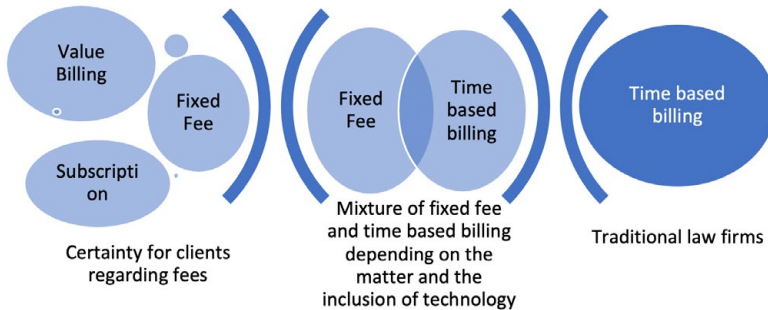 Value
Billing
Fixed
Fee
Subscripti
on
Certainty for clients
regarding fees
Fixed
Fee
Time
based
billing
Mixture of fixed fee
and time based billing
depending on the
matter and the
inclusion of technology
Time based
billing
Traditional law firms